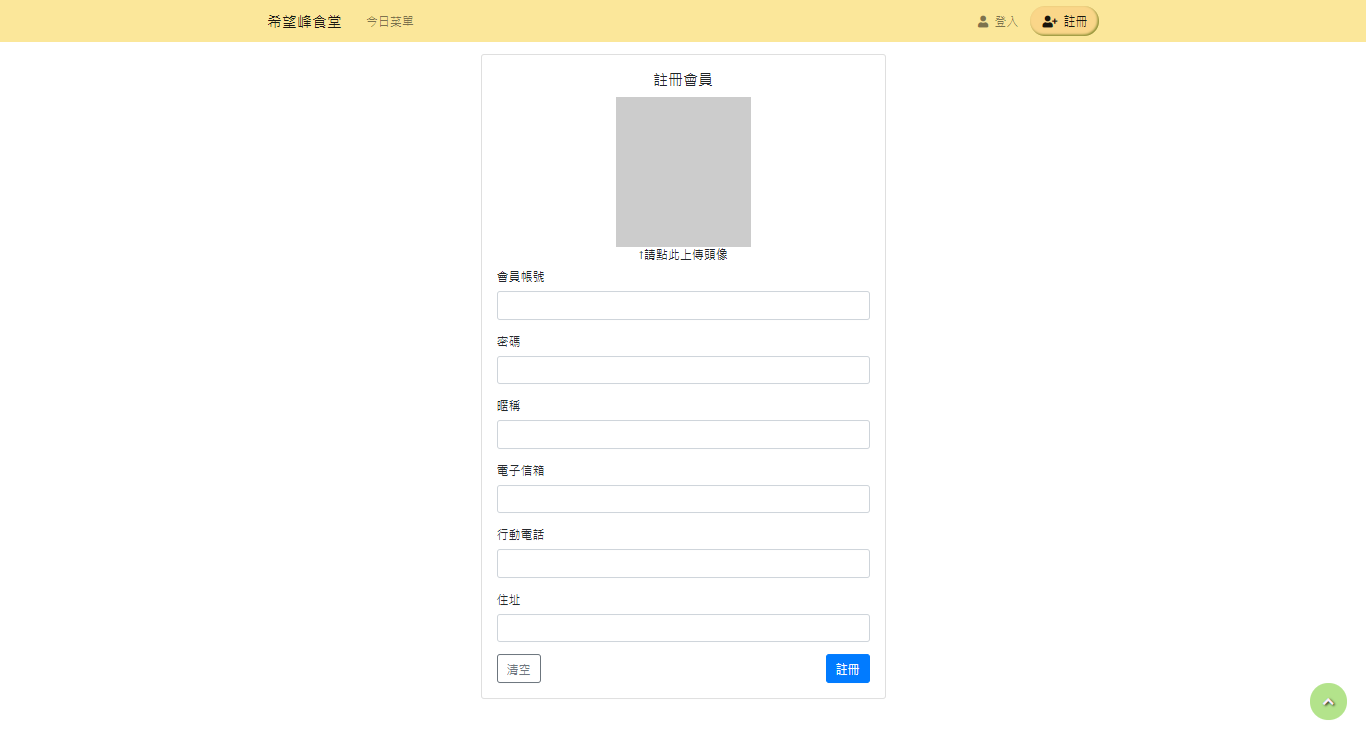 希望峰食堂 今日菜單 登入 註冊
註冊會員
↑請點此上傳頭像
會員帳號
密碼
暱稱
電子信箱
行動電話
住址
清空 註冊